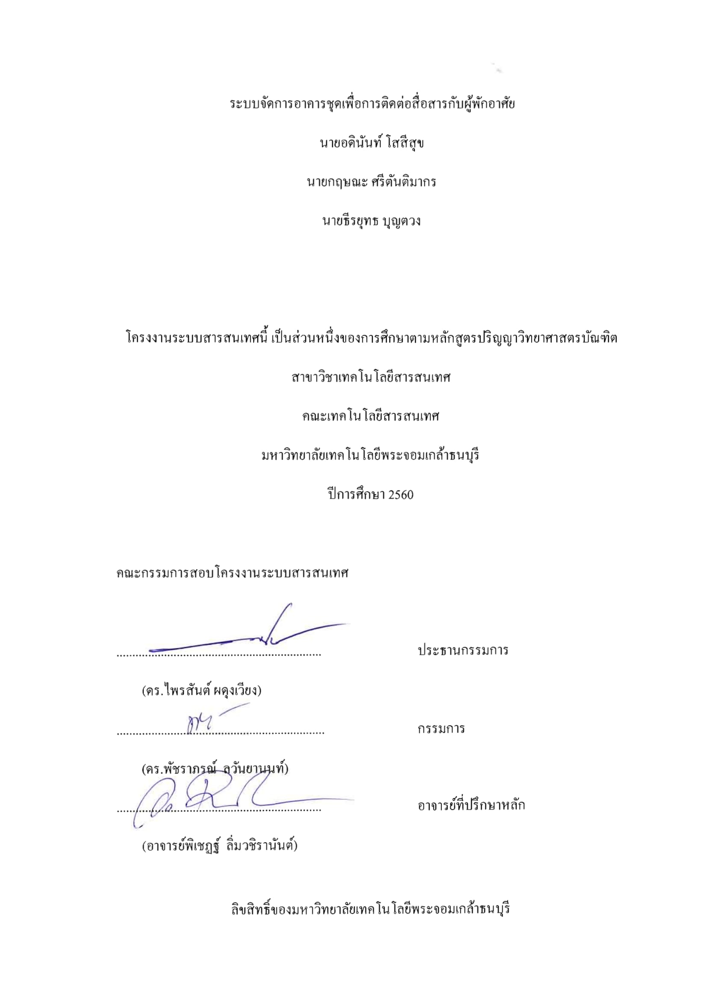 ระบบจัดการอาคารชุดเพื่อการติดต่อสื่อสารกับผู้พักอาศัย
นายอดินันท์ โสสีสุข
นายกฤษณะ ศรีตันติมากร
นายธีรยุทธ บุญตวง
โครงงานระบบสารสนเทศนี้ เป็นส่วนหนึ่งของการศึกษาตามหลักสูตรปริญญาวิทยาศาสตรบัณฑิต
สาขาวิชาเทคโนโลยีสารสนเทศ
คณะเทคโนโลยีสารสนเทศ
มหาวิทยาลัยเทคโนโลยีพระจอมเกล้าธนบุรี
ปีการศึกษา 2560
คณะกรรมการสอบโครงงานระบบสารสนเทศ
................................................................. ประธานกรรมการ
(ดร.ไพรสันต์ ผดุงเวียง)
................................................................. กรรมการ
(ดร.พัชราภรณ์ ลวันยานนท์)
................................................................. อาจารย์ที่ปรึกษาหลัก
(อาจารย์พิเชฏฐ์ ลิ่มวชิรานันต์)
ลิขสิทธิ์ของมหาวิทยาลัยเทคโนโลยีพระจอมเกล้าธนบุรี